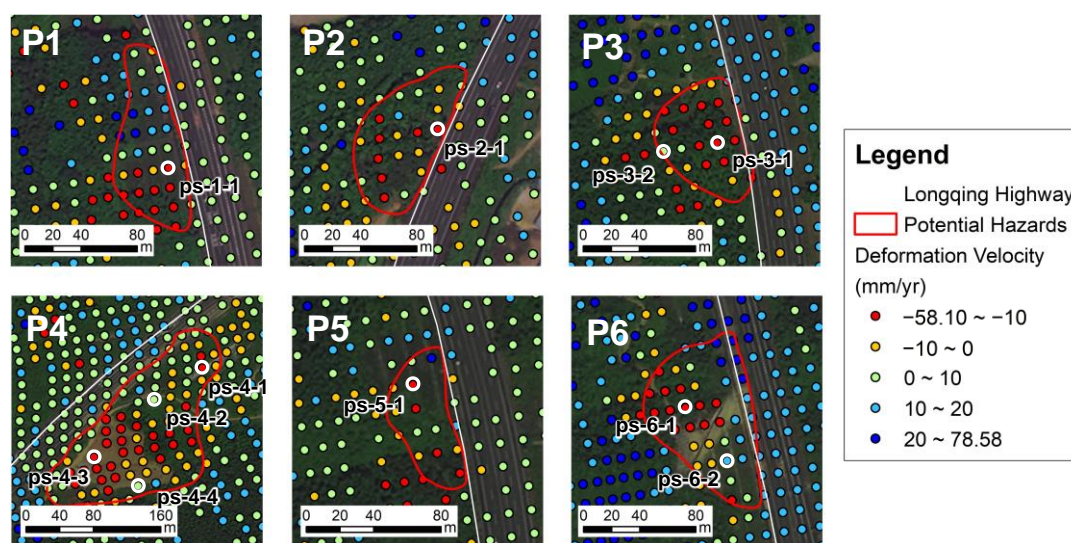 P1
ps-1-1
0 20 40 80
m
P2
ps-2-1
0 20 40 80
m
P3
ps-3-2
ps-3-1
0 20 40 80
m
P4
ps-4-1
ps-4-2
ps-4-3
ps-4-4
0 40 80 160
m
P5
ps-5-1
0 20 40 80
m
P6
ps-6-1
ps-6-2
0 20 40 80
m
Legend
Longqing Highway
Potential Hazards
Deformation Velocity
(mm/yr)
−58.10 ~ −10
−10 ~ 0
0 ~ 10
10 ~ 20
20 ~ 78.58